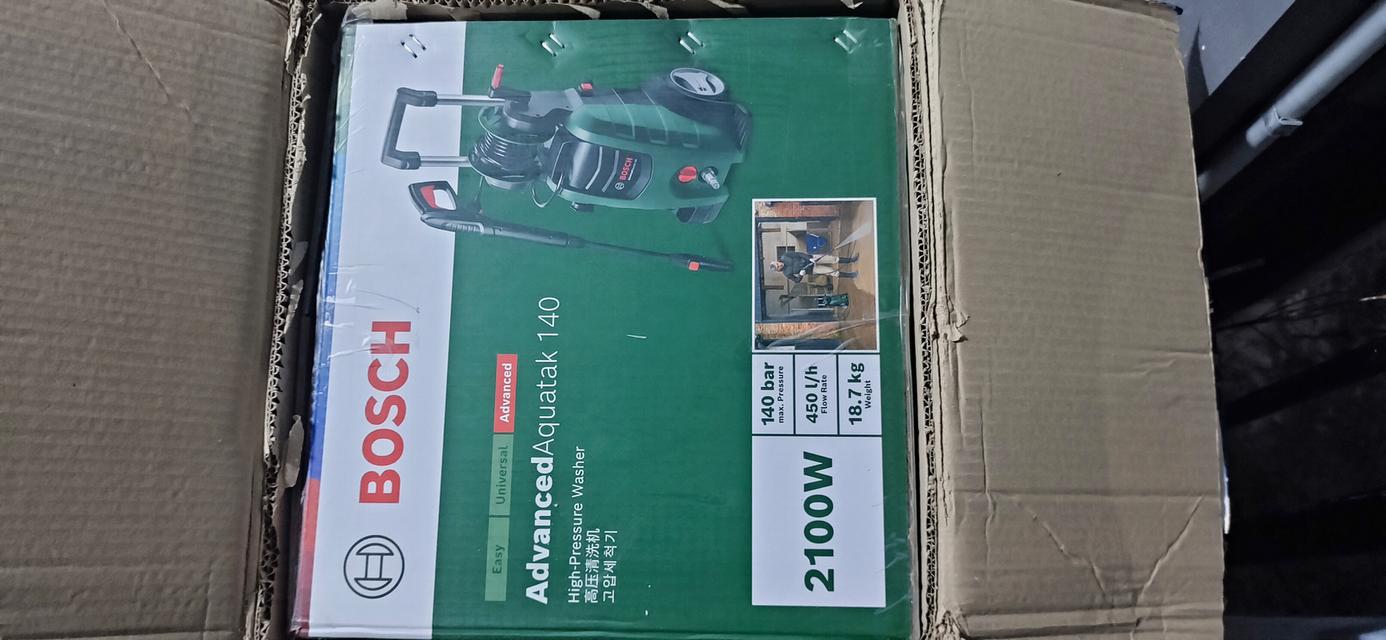 BOSCH
Easy Universal Advanced
AdvancedAquatak 140
High-Pressure Washer
高压清洗机
고압세척기
2100W
140 bar
max. Pressure
450 l/h
Flow Rate
18.7 kg
Weight
BOSCH